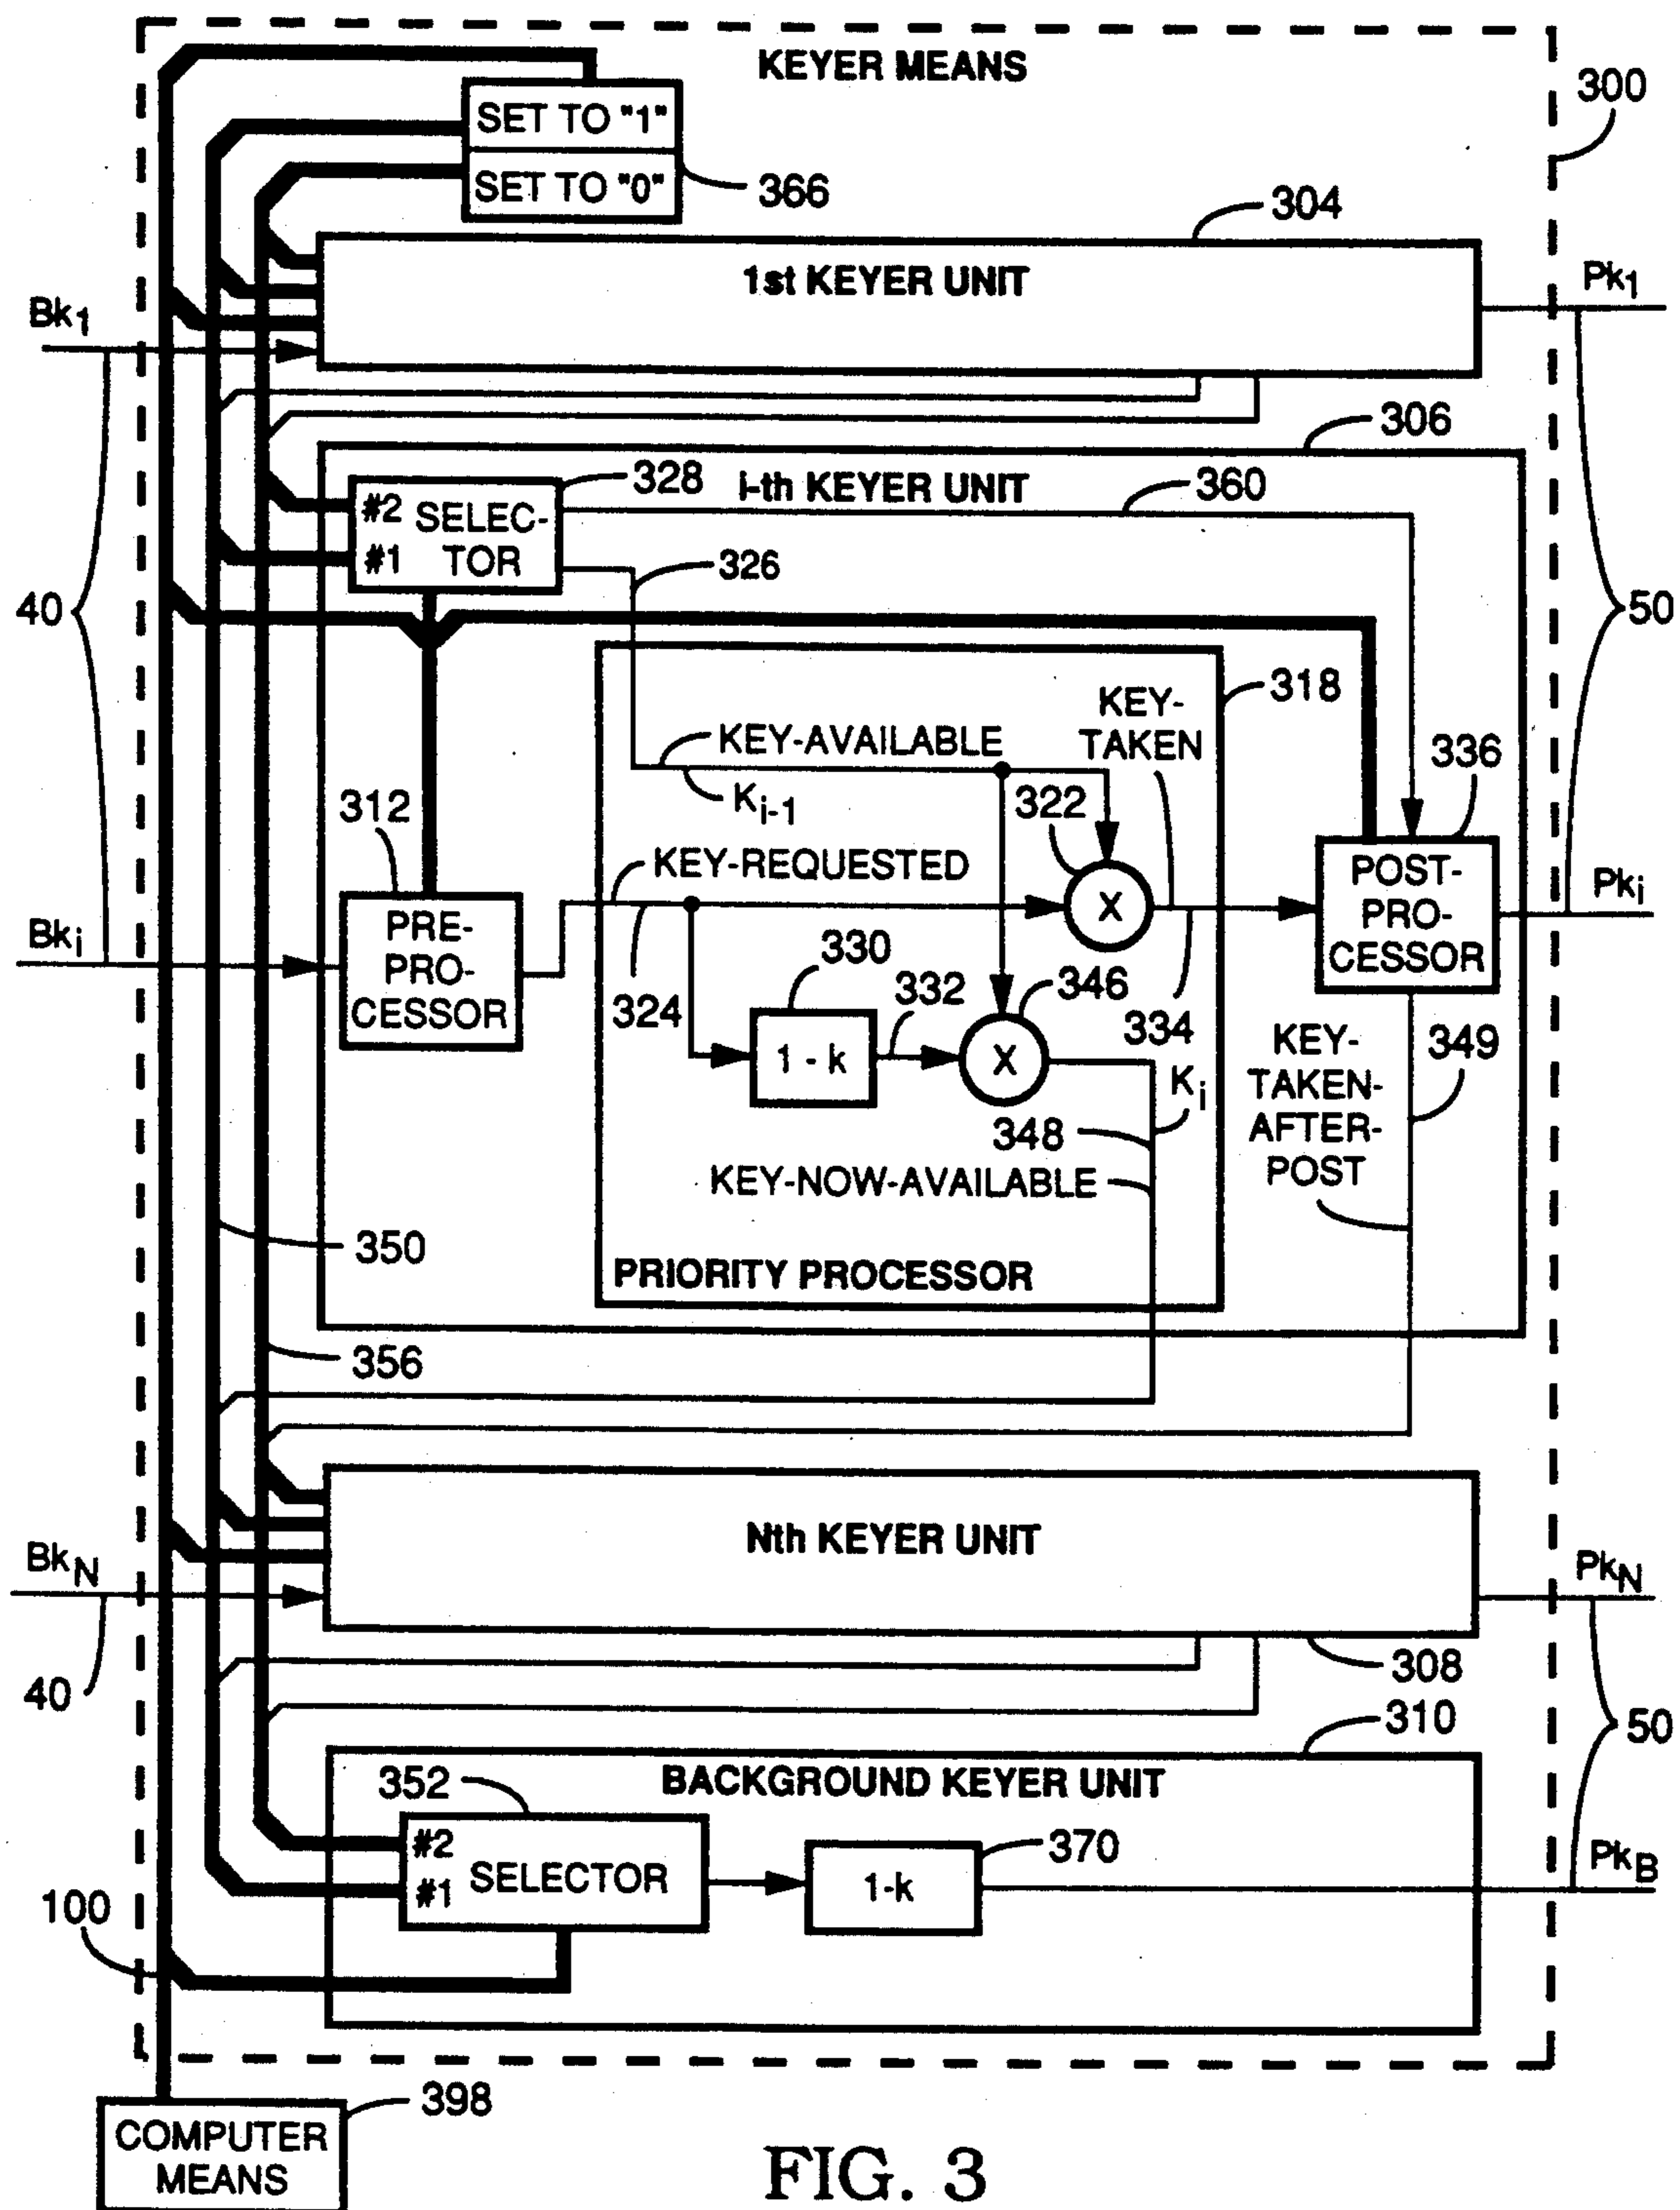 KEYER MEANS
300
SET TO "1"
SET TO "0"
366
304
1st KEYER UNIT
Bk1
Pk1
306
328
i-th KEYER UNIT
360
#2 SELEC-
#1 TOR
326
40
50
318
KEY-
TAKEN
KEY-AVAILABLE
336
312
Ki-1
322
KEY-REQUESTED
POST-
PRO-
CESSOR
Pki
PRE-
PRO-
CESSOR
Bki
X
330
332
346
324
334
1 - k
X
KEY-
TAKEN-
AFTER-
POST
349
Ki
348
KEY-NOW-AVAILABLE
350
PRIORITY PROCESSOR
356
Nth KEYER UNIT
BkN
PkN
40
308
310
50
352
BACKGROUND KEYER UNIT
#2
SELECTOR
#1
370
1-k
PkB
100
398
COMPUTER
MEANS
FIG. 3